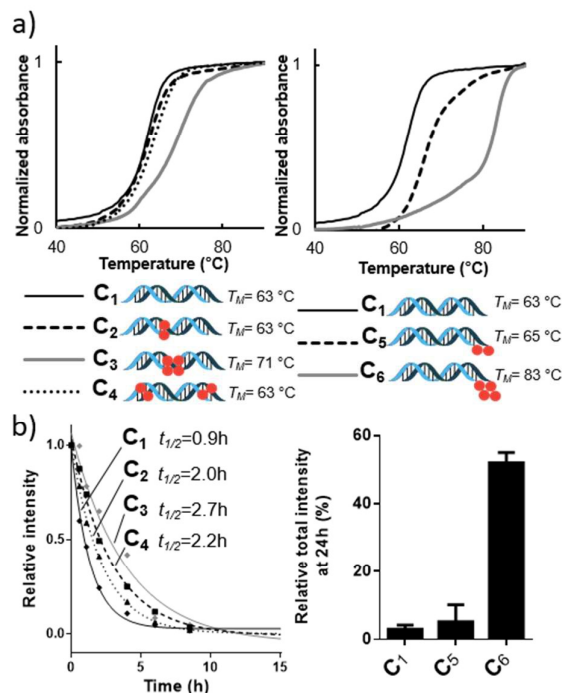 a)
Normalized absorbance
1
0
40 60 80
Temperature (°C)
Normalized absorbance
1
0
40 60 80
Temperature (°C)
C1 TM= 63 °C
C2 TM= 63 °C
C3 TM= 71 °C
C4 TM= 63 °C
C1 TM= 63 °C
C5 TM= 65 °C
C6 TM= 83 °C
b)
Relative intensity
1.0
0.5
0.0
0 5 10 15
Time (h)
C1 t1/2=0.9h
C2 t1/2=2.0h
C3 t1/2=2.7h
C4 t1/2=2.2h
Relative total intensity
at 24h (%)
60
40
20
0
C1 C5 C6